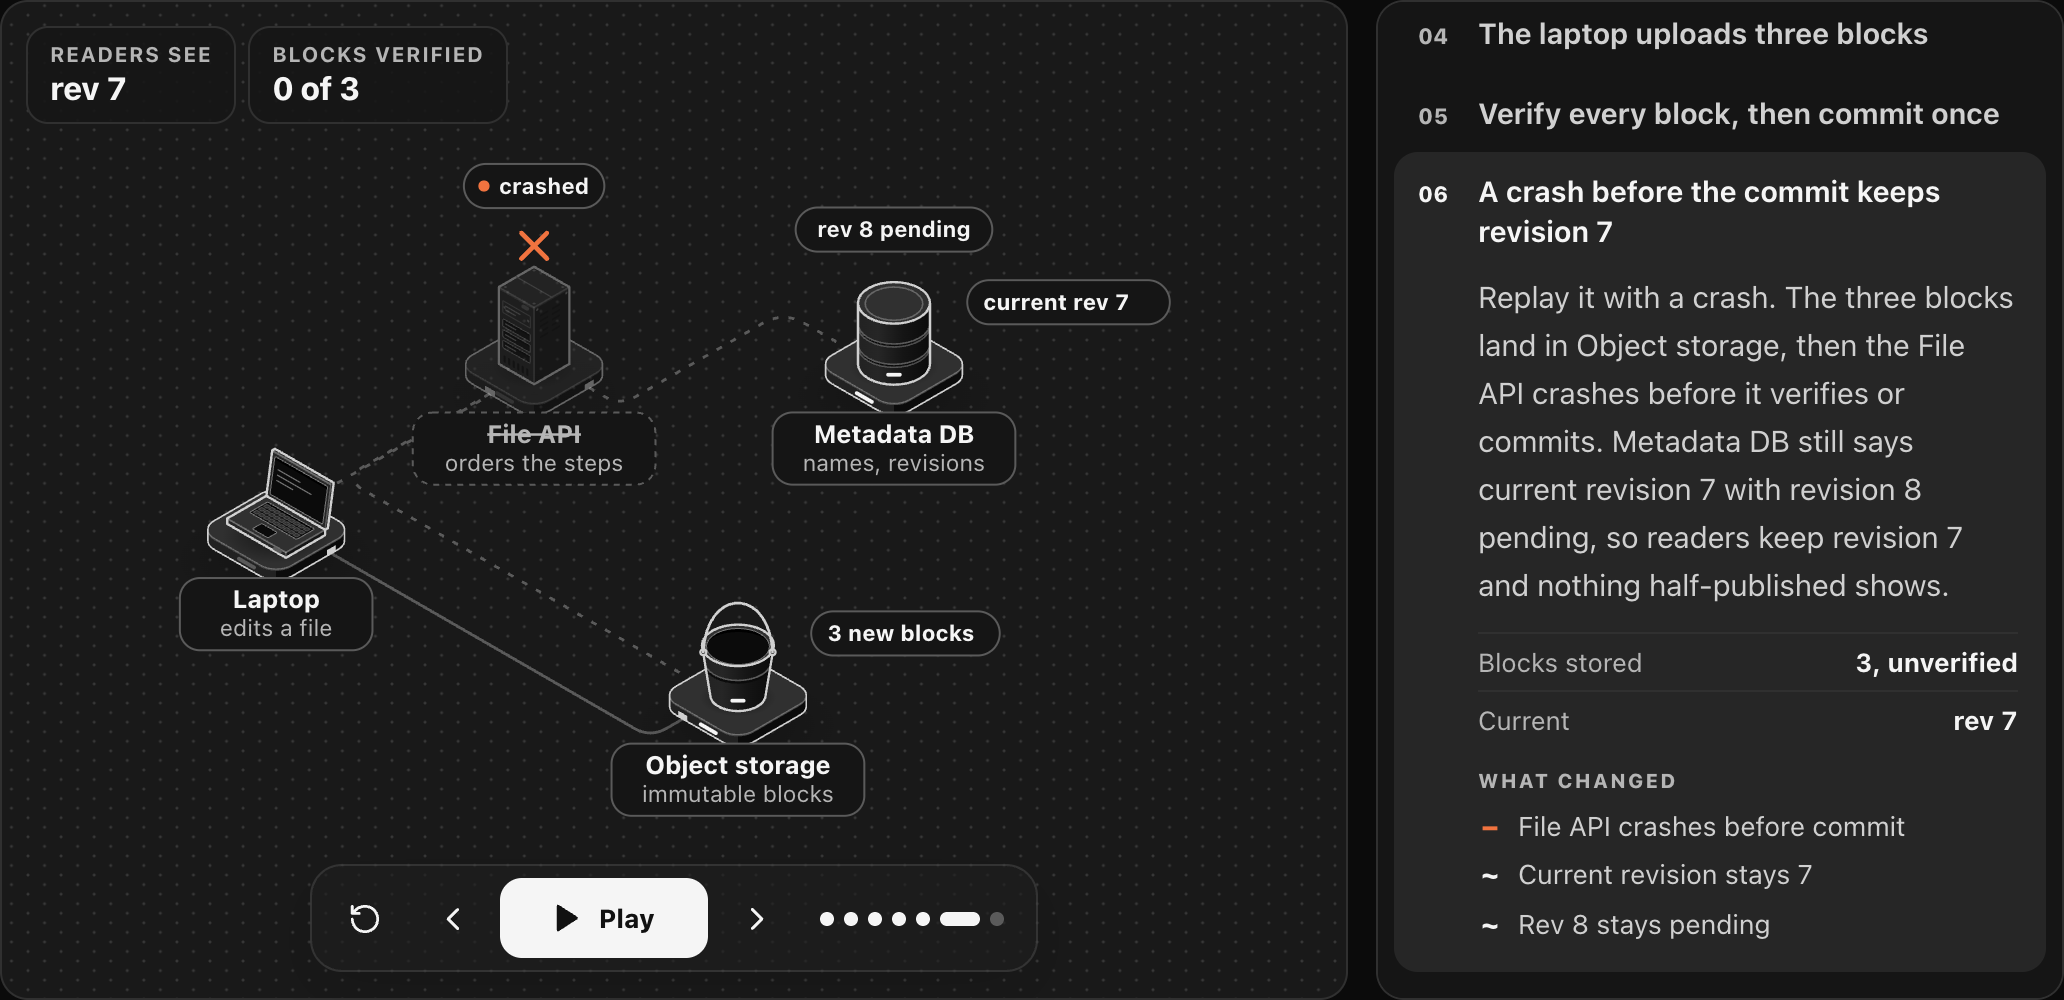 READERS SEE
rev 7
BLOCKS VERIFIED
0 of 3
crashed
rev 8 pending
current rev 7
File API
orders the steps
Metadata DB
names, revisions
Laptop
edits a file
3 new blocks
Object storage
immutable blocks
Play
04 The laptop uploads three blocks
05 Verify every block, then commit once
06 A crash before the commit keeps
revision 7
Replay it with a crash. The three blocks
land in Object storage, then the File
API crashes before it verifies or
commits. Metadata DB still says
current revision 7 with revision 8
pending, so readers keep revision 7
and nothing half-published shows.
Blocks stored 3, unverified
Current rev 7
WHAT CHANGED
– File API crashes before commit
~ Current revision stays 7
~ Rev 8 stays pending